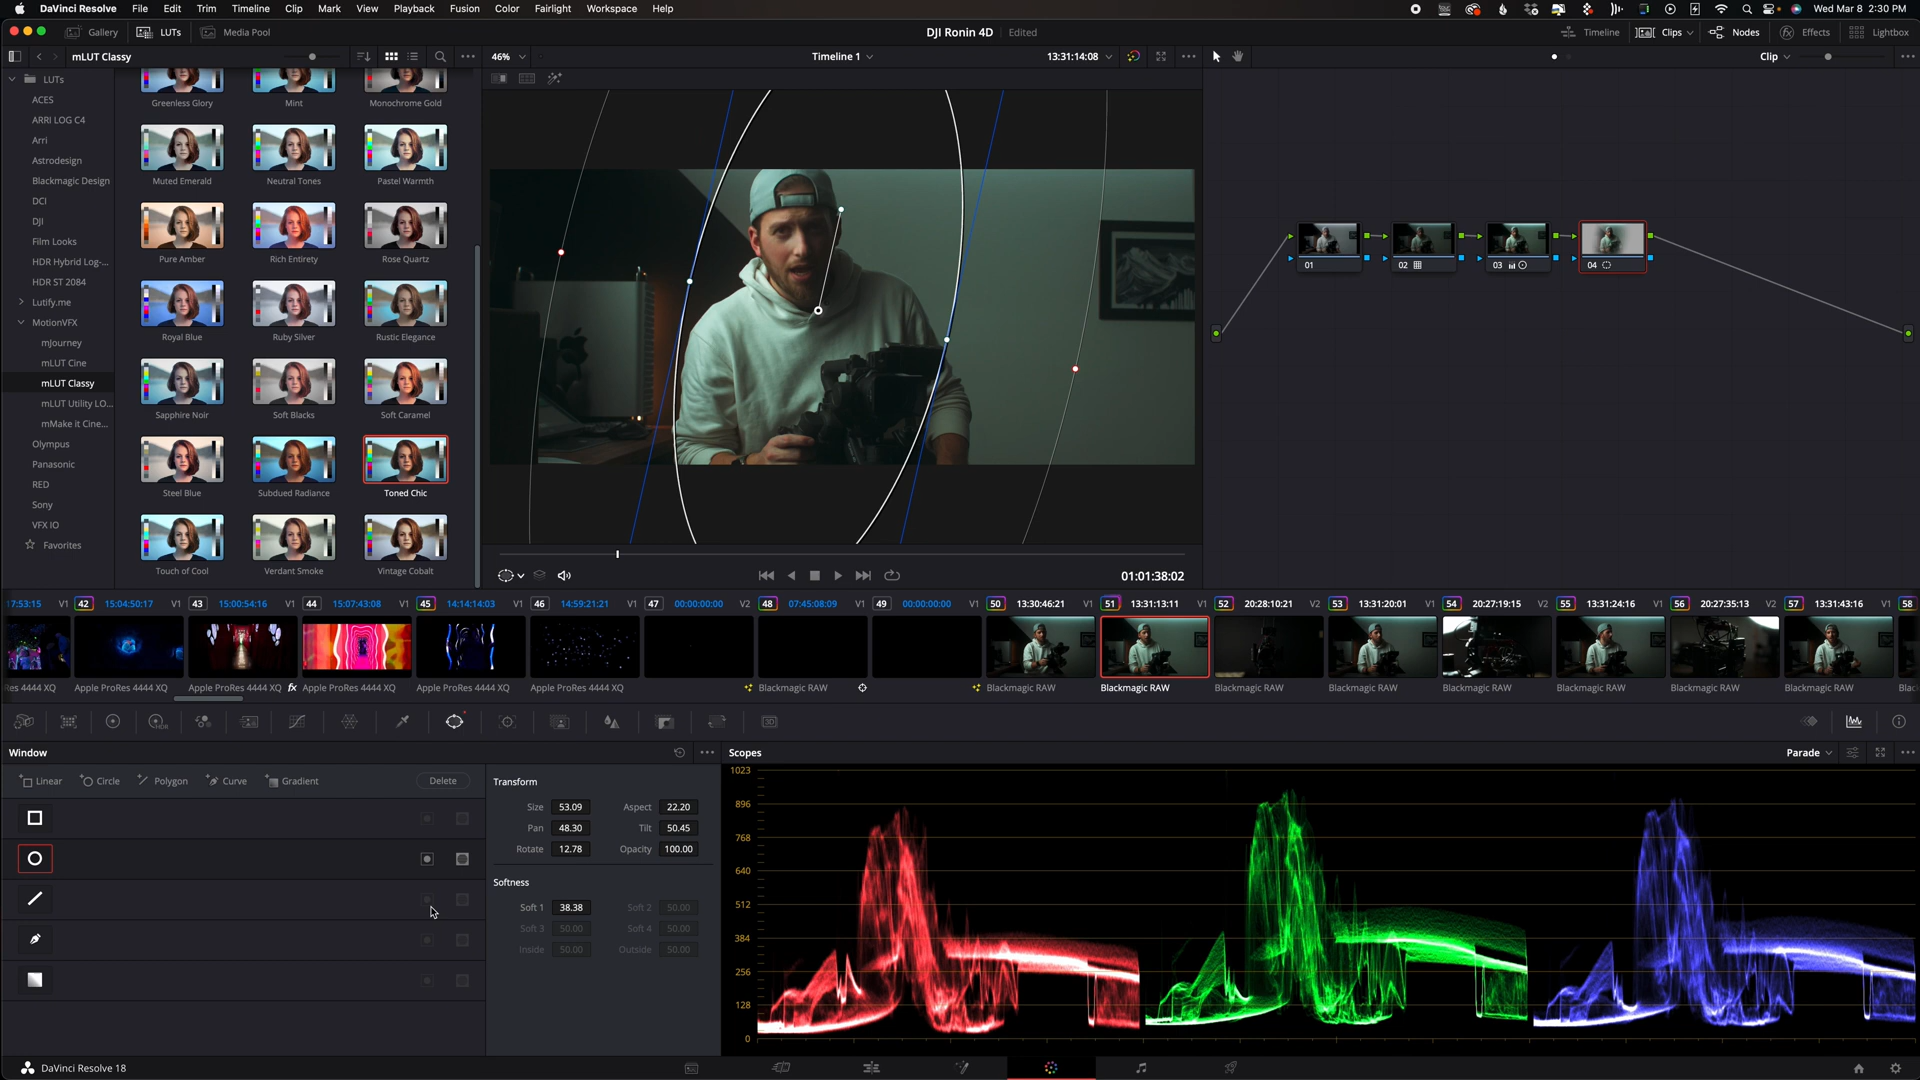 DaVinci Resolve File Edit Trim Timeline Clip Mark View Playback Fusion Color Fairlight Workspace Help Wed Mar 8 2:30 PM
Gallery LUTs Media Pool DJI Ronin 4D Edited Timeline Clips Nodes Effects Lightbox
mLUT Classy 46% Timeline 1 13:31:14:08 Clip
LUTs
ACES
ARRI LOG C4
Arri
Astrodesign
Blackmagic Design
DCI
DJI
Film Looks
HDR Hybrid Log-...
HDR ST 2084
Lutify.me
MotionVFX
mJourney
mLUT Cine
mLUT Classy
mLUT Utility LO...
mMake it Cine...
Olympus
Panasonic
RED
Sony
VFX IO
Favorites
Greenless Glory Mint Monochrome Gold
Muted Emerald Neutral Tones Pastel Warmth
Pure Amber Rich Entirety Rose Quartz
Royal Blue Ruby Silver Rustic Elegance
Sapphire Noir Soft Blacks Soft Caramel
Steel Blue Subdued Radiance Toned Chic
Touch of Cool Verdant Smoke Vintage Cobalt
01 02 03 04
01:01:38:02
17:53:15 V1 42 15:04:50:17 V1 43 15:00:54:16 V1 44 15:07:43:08 V1 45 14:14:14:03 V1 46 14:59:21:21 V1 47 00:00:00:00 V2 48 07:45:08:09 V1 49 00:00:00:00 V1 50 13:30:46:21 V1 51 13:31:13:11 V1 52 20:28:10:21 V2 53 13:31:20:01 V1 54 20:27:19:15 V2 55 13:31:24:16 V1 56 20:27:35:13 V2 57 13:31:43:16 V1 58
Res 4444 XQ Apple ProRes 4444 XQ Apple ProRes 4444 XQ fx Apple ProRes 4444 XQ Apple ProRes 4444 XQ Apple ProRes 4444 XQ Blackmagic RAW Blackmagic RAW Blackmagic RAW Blackmagic RAW Blackmagic RAW Blackmagic RAW Blackmagic RAW Blackmagic RAW Blackmagic RAW Blac
HDR 3D
Window
Linear Circle Polygon Curve Gradient Delete
Transform
Size 53.09 Aspect 22.20
Pan 48.30 Tilt 50.45
Rotate 12.78 Opacity 100.00
Softness
Soft 1 38.38 Soft 2 50.00
Soft 3 50.00 Soft 4 50.00
Inside 50.00 Outside 50.00
Scopes Parade
1023
896
768
640
512
384
256
128
0
DaVinci Resolve 18